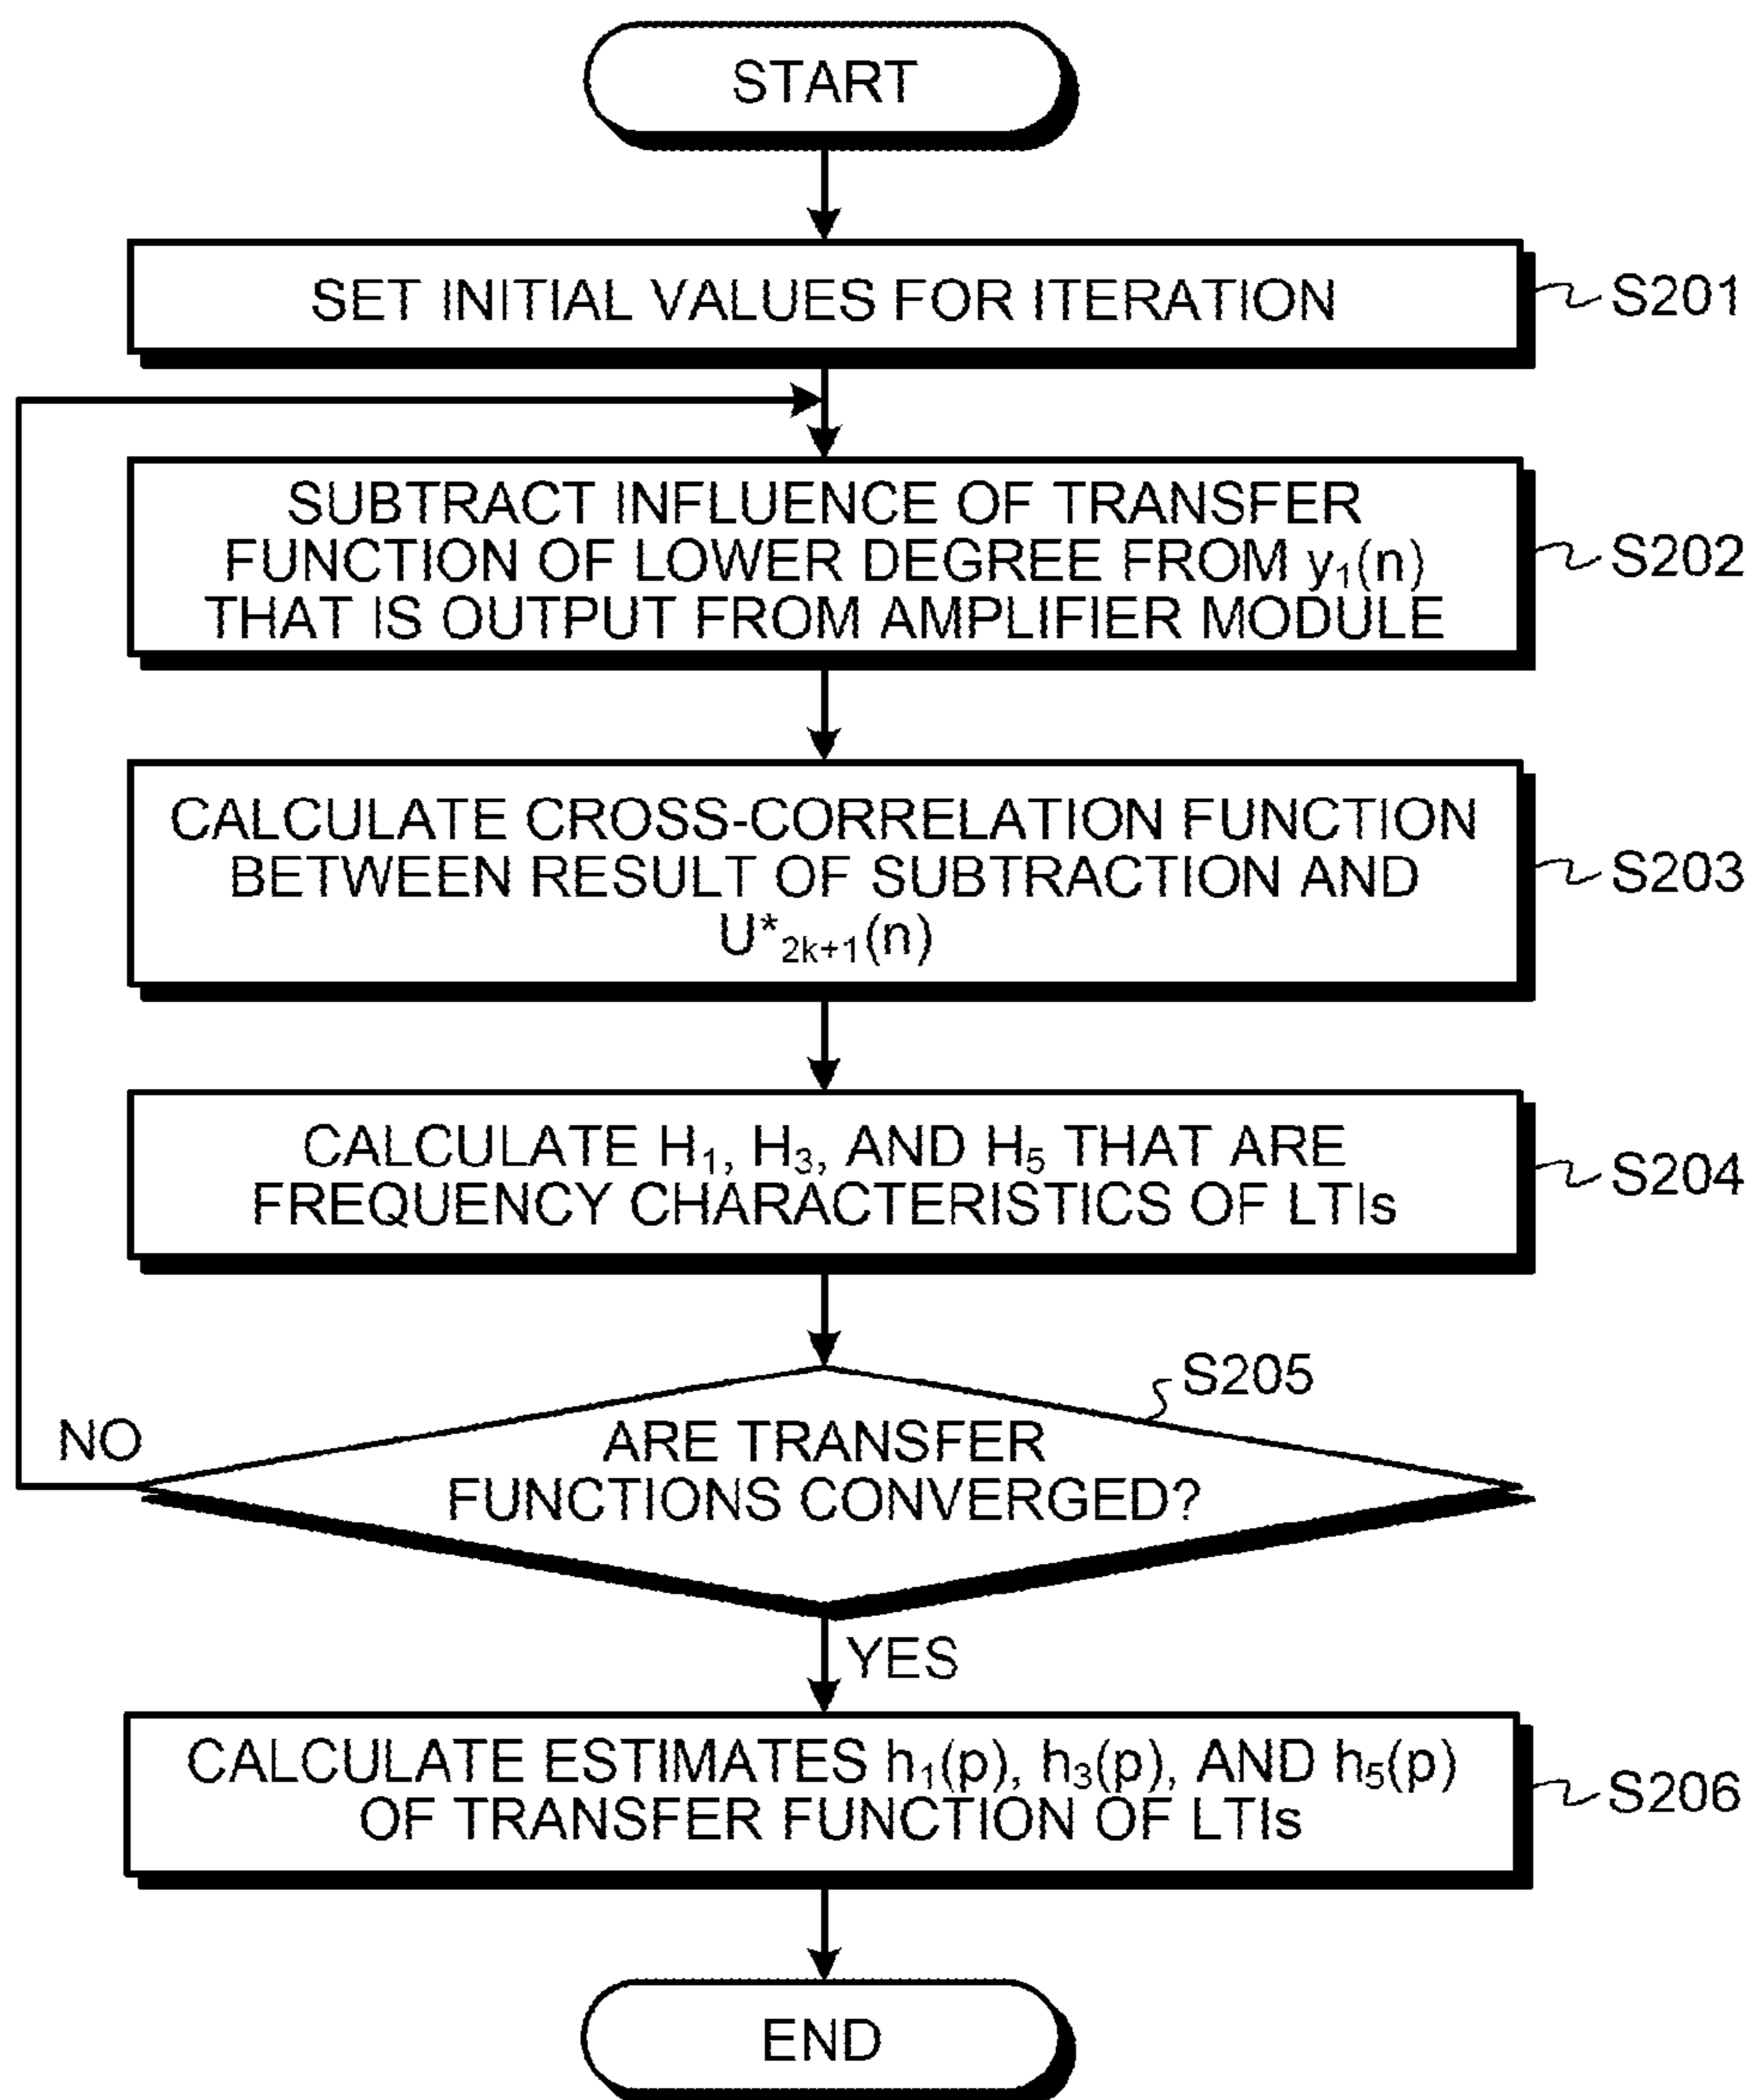 START
SET INITIAL VALUES FOR ITERATION
S201
SUBTRACT INFLUENCE OF TRANSFER
FUNCTION OF LOWER DEGREE FROM y₁(n)
THAT IS OUTPUT FROM AMPLIFIER MODULE
S202
CALCULATE CROSS-CORRELATION FUNCTION
BETWEEN RESULT OF SUBTRACTION AND
U*₂ₖ₊₁(n)
S203
CALCULATE H₁, H₃, AND H₅ THAT ARE
FREQUENCY CHARACTERISTICS OF LTIs
S204
S205
NO
ARE TRANSFER
FUNCTIONS CONVERGED?
YES
CALCULATE ESTIMATES h₁(p), h₃(p), AND h₅(p)
OF TRANSFER FUNCTION OF LTIs
S206
END